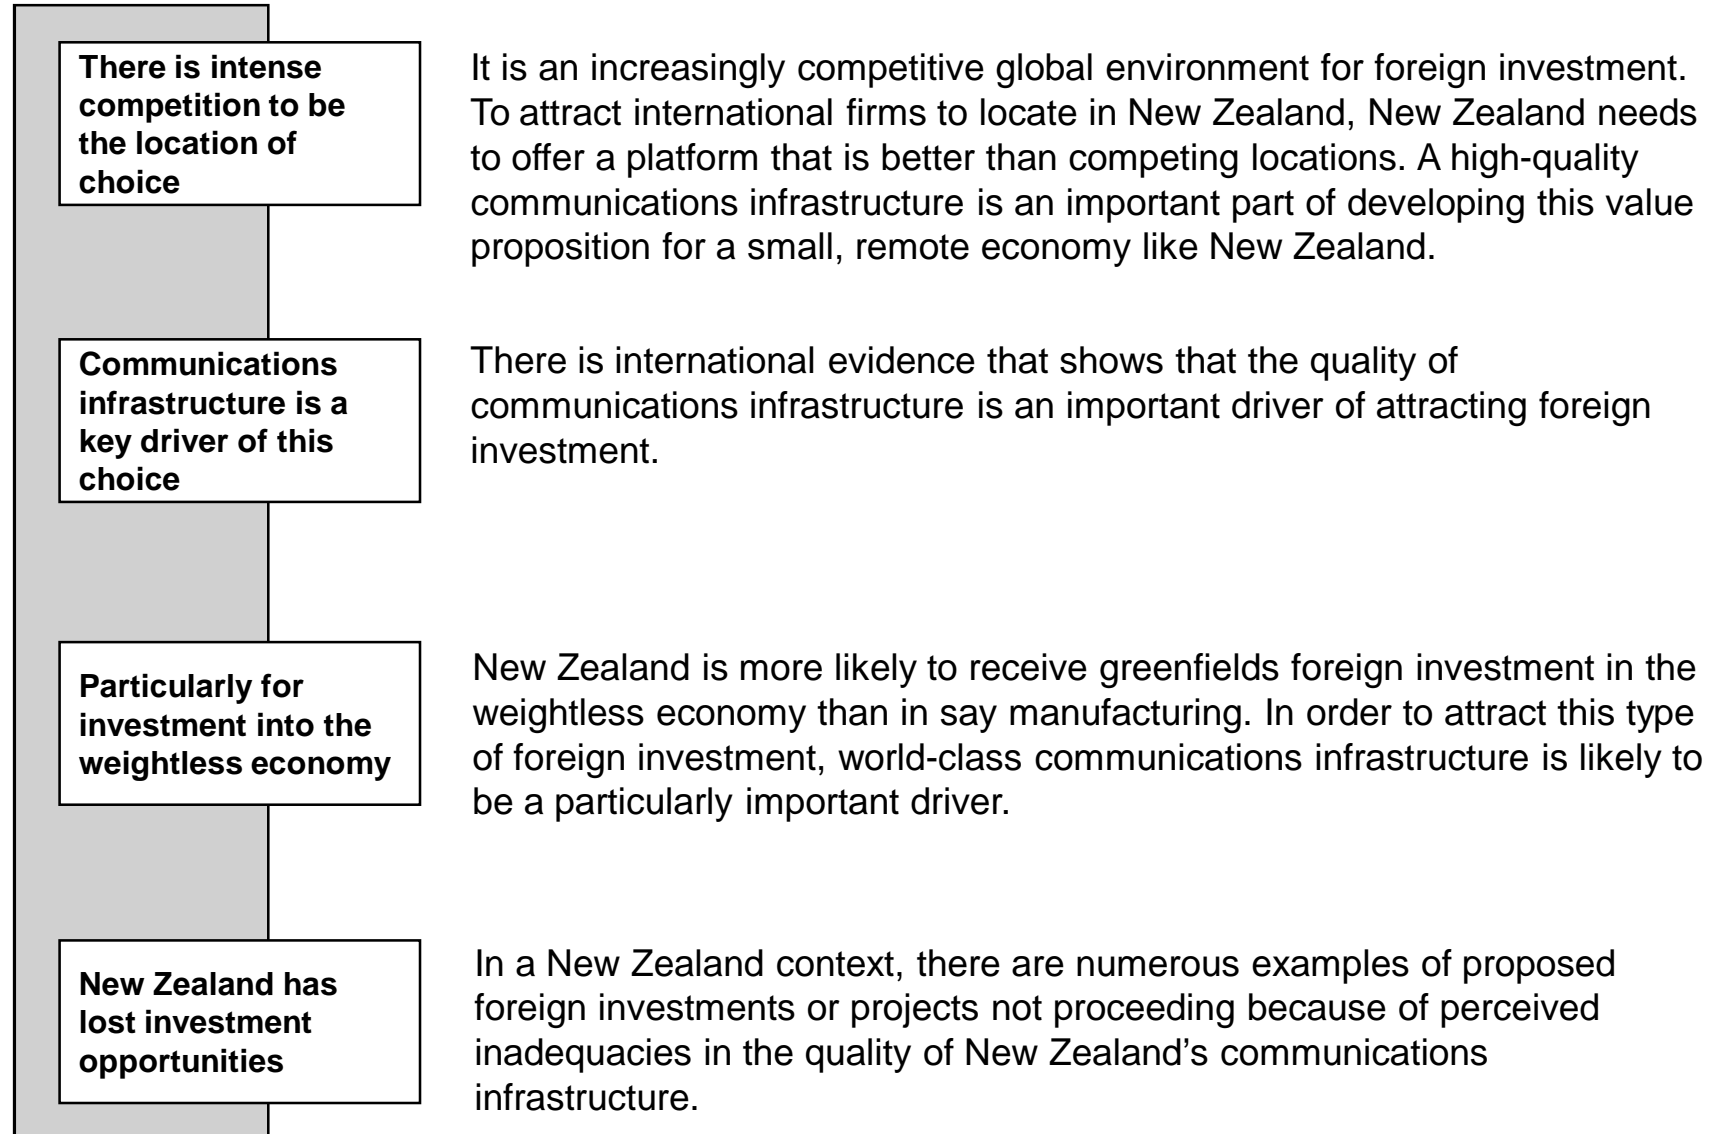 There is intense
competition to be
the location of
choice
It is an increasingly competitive global environment for foreign investment.
To attract international firms to locate in New Zealand, New Zealand needs
to offer a platform that is better than competing locations. A high-quality
communications infrastructure is an important part of developing this value
proposition for a small, remote economy like New Zealand.
Communications
infrastructure is a
key driver of this
choice
There is international evidence that shows that the quality of
communications infrastructure is an important driver of attracting foreign
investment.
Particularly for
investment into the
weightless economy
New Zealand is more likely to receive greenfields foreign investment in the
weightless economy than in say manufacturing. In order to attract this type
of foreign investment, world-class communications infrastructure is likely to
be a particularly important driver.
New Zealand has
lost investment
opportunities
In a New Zealand context, there are numerous examples of proposed
foreign investments or projects not proceeding because of perceived
inadequacies in the quality of New Zealand’s communications
infrastructure.